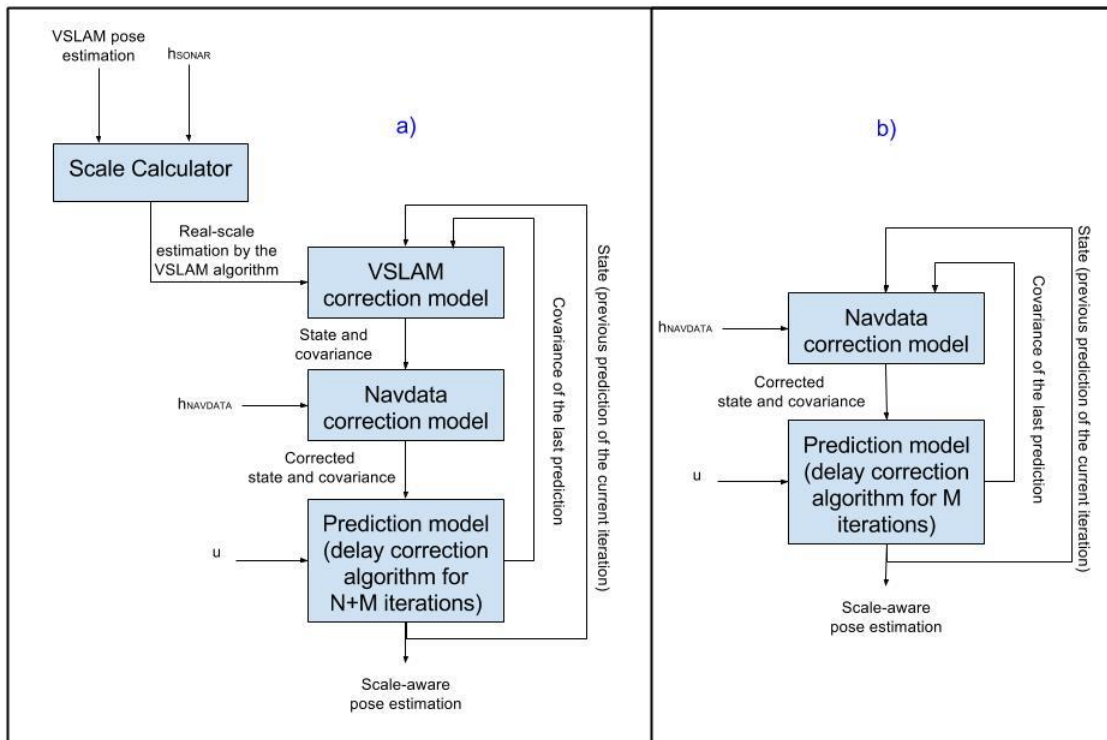 VSLAM pose
estimation
hSONAR
a)
Scale Calculator
Real-scale
estimation by the
VSLAM algorithm
VSLAM
correction model
State and
covariance
hNAVDATA
Navdata
correction model
Corrected
state and covariance
u
Prediction model
(delay correction
algorithm for
N+M iterations)
Covariance of the last prediction
State (previous prediction of the current iteration)
Scale-aware
pose estimation
b)
hNAVDATA
Navdata
correction model
Corrected
state and covariance
u
Prediction model
(delay correction
algorithm for M
iterations)
Covariance of the
last prediction
State (previous prediction of the current iteration)
Scale-aware
pose estimation